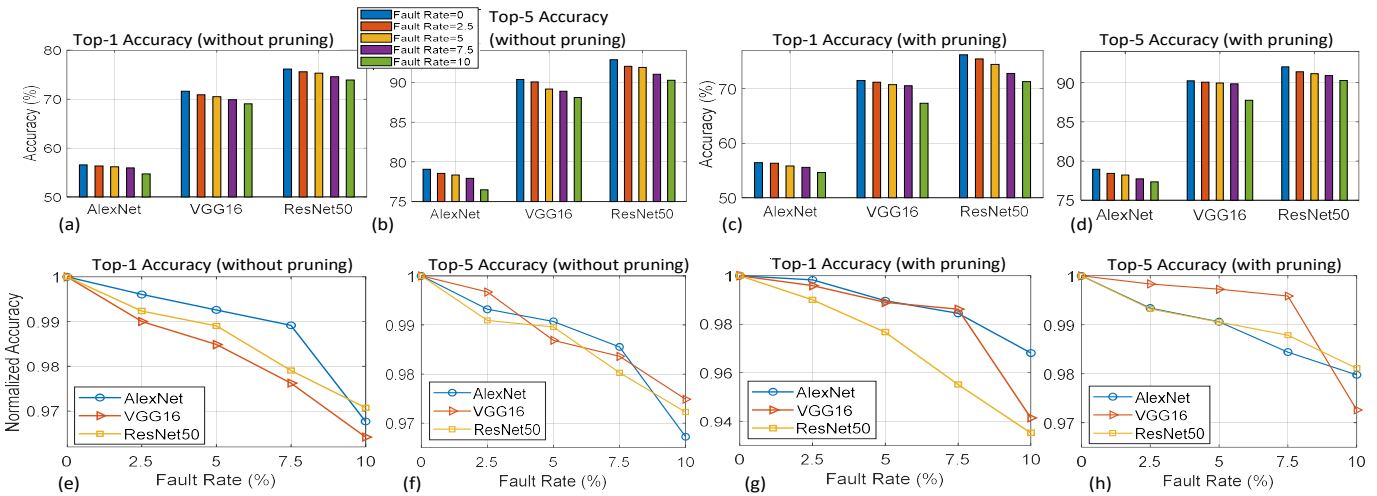 Top-1 Accuracy (without pruning)
Fault Rate=0
Fault Rate=2.5
Fault Rate=5
Fault Rate=7.5
Fault Rate=10
Top-5 Accuracy
(without pruning)
Top-1 Accuracy (with pruning)
Top-5 Accuracy (with pruning)
Accuracy (%)
80
70
60
50
AlexNet
VGG16
ResNet50
(a)
90
85
80
75
AlexNet
VGG16
ResNet50
(b)
Accuracy (%)
70
60
50
AlexNet
VGG16
ResNet50
(c)
90
85
80
75
AlexNet
VGG16
ResNet50
(d)
Top-1 Accuracy (without pruning)
Normalized Accuracy
1
0.99
0.98
0.97
AlexNet
VGG16
ResNet50
0 2.5 5 7.5 10
(e) Fault Rate (%)
Top-5 Accuracy (without pruning)
1
0.99
0.98
0.97
AlexNet
VGG16
ResNet50
0 2.5 5 7.5 10
(f) Fault Rate (%)
Top-1 Accuracy (with pruning)
1
0.98
0.96
0.94
AlexNet
VGG16
ResNet50
0 2.5 5 7.5 10
(g) Fault Rate (%)
Top-5 Accuracy (with pruning)
1
0.99
0.98
0.97
AlexNet
VGG16
ResNet50
0 2.5 5 7.5 10
Fault Rate (%) (h)